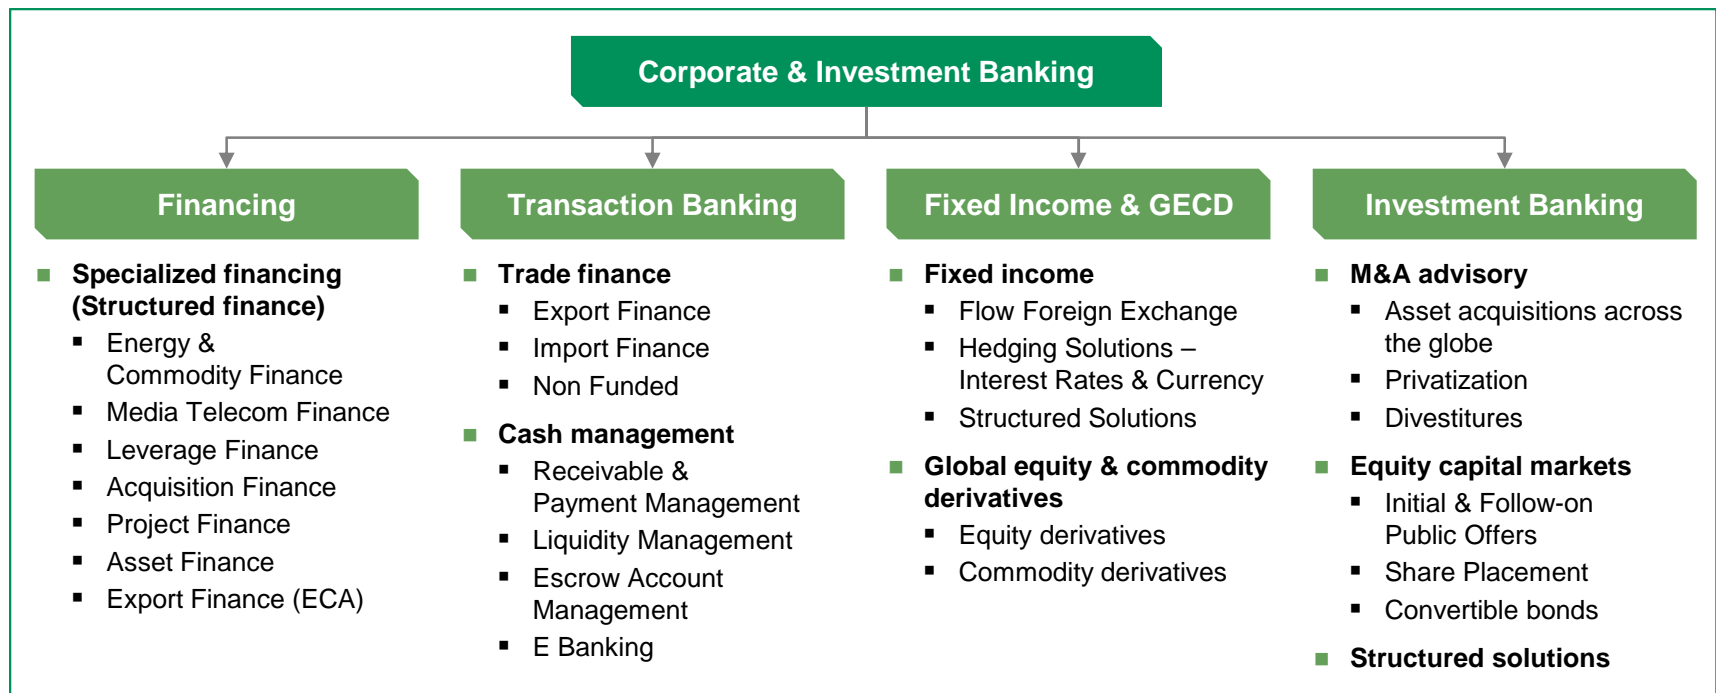 Corporate & Investment Banking
Financing
Specialized financing
(Structured finance)
Energy &
Commodity Finance
Media Telecom Finance
Leverage Finance
Acquisition Finance
Project Finance
Asset Finance
Export Finance (ECA)
Transaction Banking
Trade finance
Export Finance
Import Finance
Non Funded
Cash management
Receivable &
Payment Management
Liquidity Management
Escrow Account
Management
E Banking
Fixed Income & GECD
Fixed income
Flow Foreign Exchange
Hedging Solutions –
Interest Rates & Currency
Structured Solutions
Global equity & commodity
derivatives
Equity derivatives
Commodity derivatives
Investment Banking
M&A advisory
Asset acquisitions across
the globe
Privatization
Divestitures
Equity capital markets
Initial & Follow-on
Public Offers
Share Placement
Convertible bonds
Structured solutions